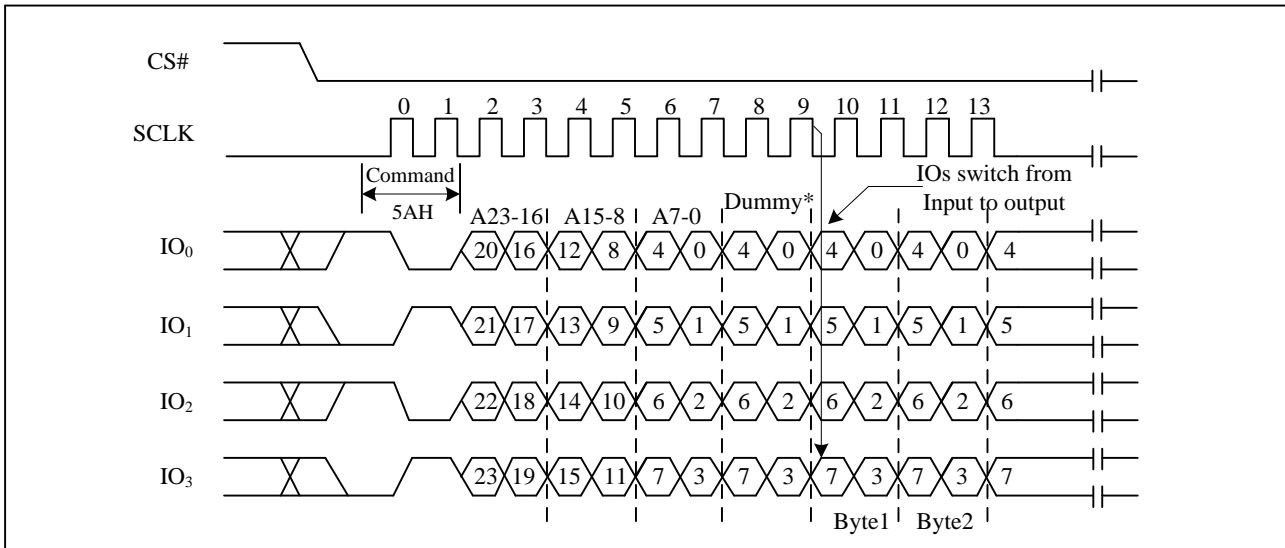 CS#
0 1 2 3 4 5 6 7 8 9 10 11 12 13
SCLK
Command
5AH
IOs switch from
Input to output
Dummy*
A23-16 A15-8 A7-0
IO₀ 20 16 12 8 4 0 4 0 4 0 4 0 4
IO₁ 21 17 13 9 5 1 5 1 5 1 5 1 5
IO₂ 22 18 14 10 6 2 6 2 6 2 6 2 6
IO₃ 23 19 15 11 7 3 7 3 7 3 7 3 7
Byte1 Byte2